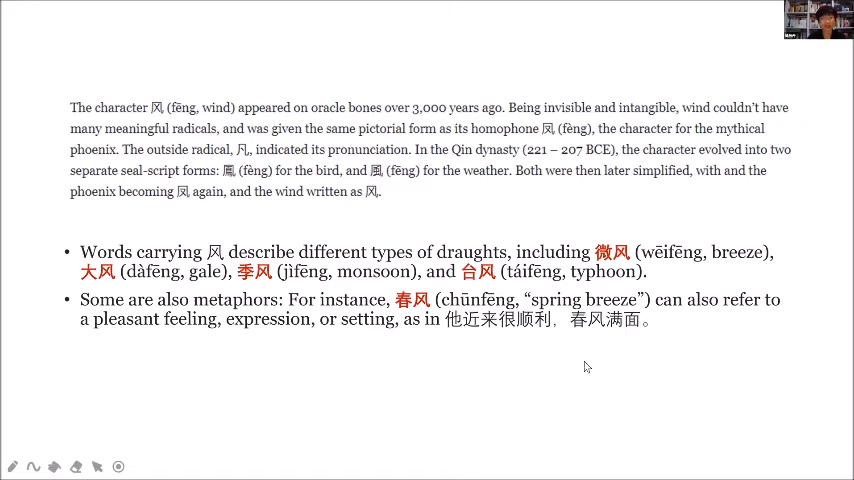 The character 风 (fēng, wind) appeared on oracle bones over 3,000 years ago. Being invisible and intangible, wind couldn't have
many meaningful radicals, and was given the same pictorial form as its homophone 凤 (fèng), the character for the mythical
phoenix. The outside radical, 凡, indicated its pronunciation. In the Qin dynasty (221 – 207 BCE), the character evolved into two
separate seal-script forms: 鳳 (fèng) for the bird, and 風 (fēng) for the weather. Both were then later simplified, with and the
phoenix becoming 凤 again, and the wind written as 风.
• Words carrying 风 describe different types of draughts, including 微风 (wēifēng, breeze),
大风 (dàfēng, gale), 季风 (jìfēng, monsoon), and 台风 (táifēng, typhoon).
• Some are also metaphors: For instance, 春风 (chūnfēng, “spring breeze”) can also refer to
a pleasant feeling, expression, or setting, as in 他近来很顺利，春风满面。